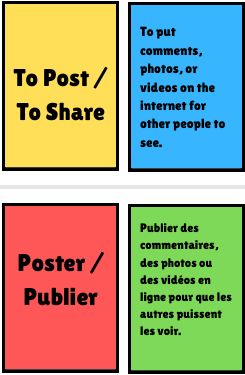 To Post /
To Share
To put
comments,
photos, or
videos on the
internet for
other people to
see.
Poster /
Publier
Publier des
commentaires,
des photos ou
des vidéos en
ligne pour que les
autres puissent
les voir.